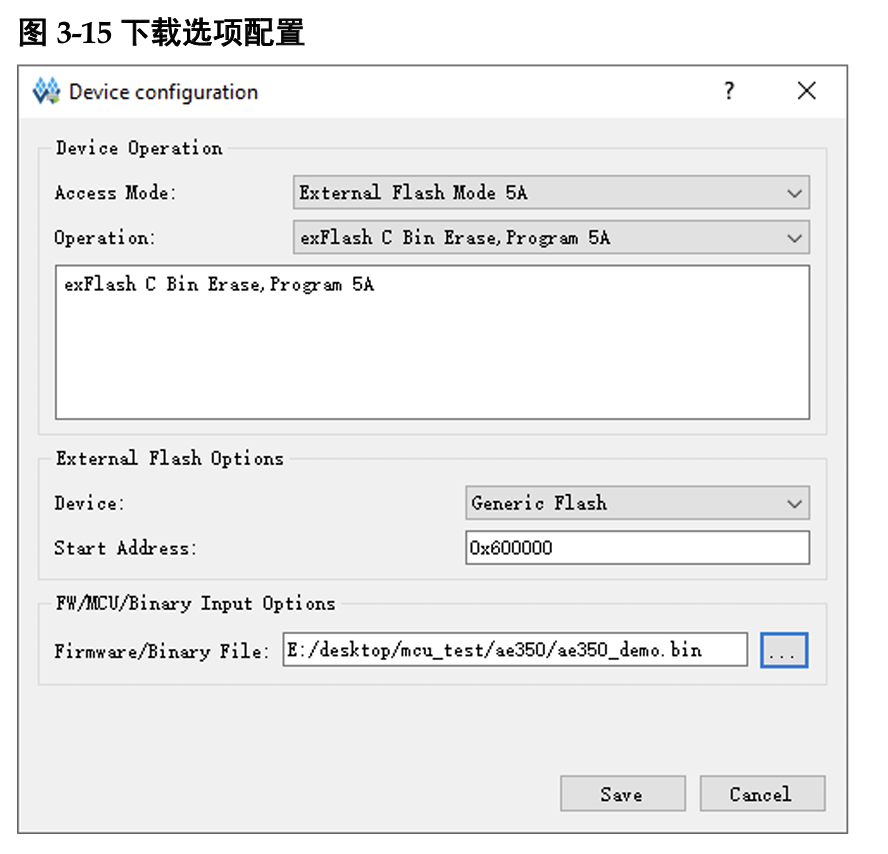 图 3-15 下载选项配置
Device configuration ?
Device Operation
Access Mode: External Flash Mode 5A
Operation: exFlash C Bin Erase,Program 5A
exFlash C Bin Erase,Program 5A
External Flash Options
Device: Generic Flash
Start Address: 0x600000
FW/MCU/Binary Input Options
Firmware/Binary File: E:/desktop/mcu_test/ae350/ae350_demo.bin ...
Save Cancel